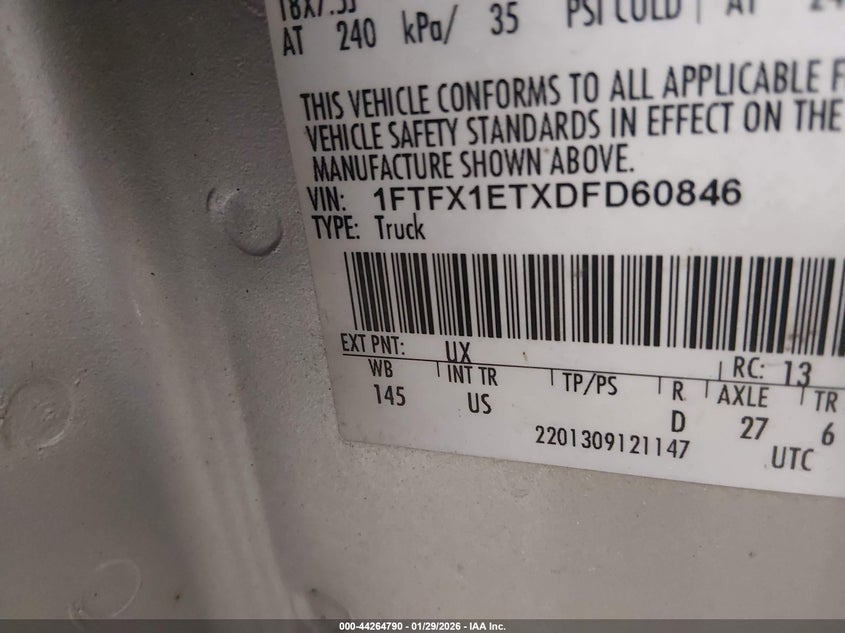 AT 240 kPa/ 35 PSI COLD AT
THIS VEHICLE CONFORMS TO ALL APPLICABLE F
VEHICLE SAFETY STANDARDS IN EFFECT ON THE
MANUFACTURE SHOWN ABOVE.
VIN: 1FTFX1ETXDFD60846
TYPE: Truck
EXT PNT: UX RC: 13
WB INT TR TP/PS R AXLE TR
145 US D 27 6
2201309121147 UTC
000-44264790 - 01/29/2026 - IAA Inc.